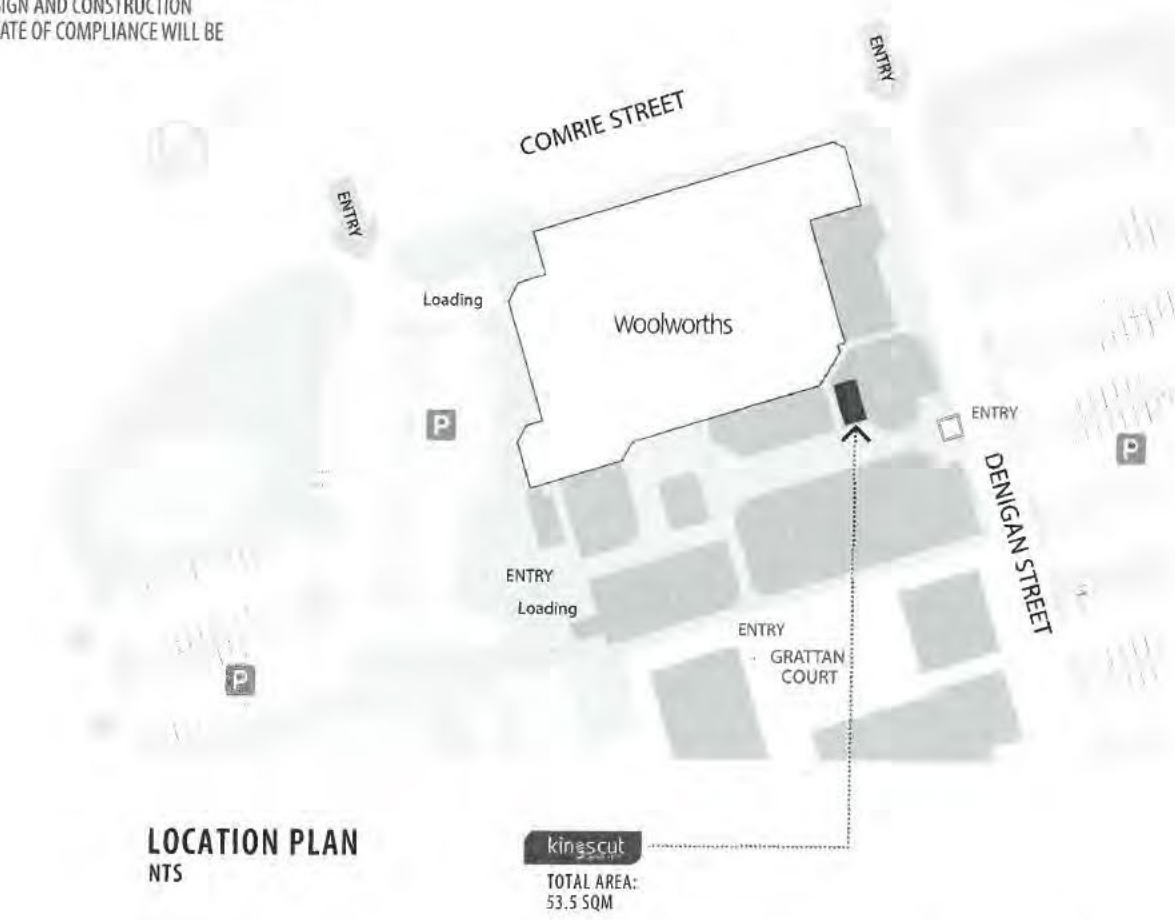 SIGN AND CONSTRUCTION
ATE OF COMPLIANCE WILL BE
ENTRY
COMRIE STREET
ENTRY
Loading
Woolworths
P
ENTRY
P
DENIGAN STREET
ENTRY
Loading
ENTRY
GRATTAN
COURT
P
LOCATION PLAN
NTS
kingscut
TOTAL AREA:
53.5 SQM